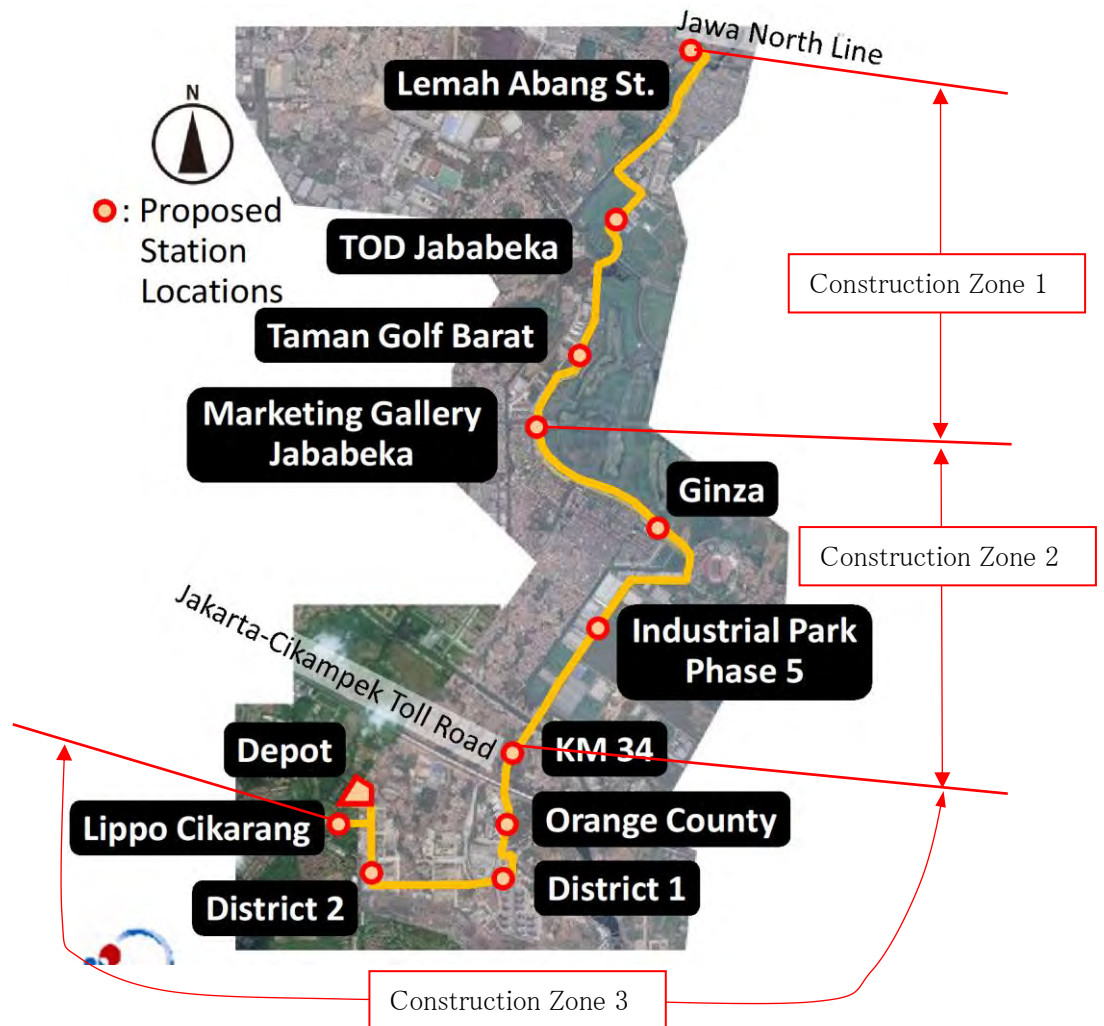 Jawa North Line
Lemah Abang St.
N
: Proposed
Station
Locations
TOD Jababeka
Construction Zone 1
Taman Golf Barat
Marketing Gallery
Jababeka
Ginza
Construction Zone 2
Industrial Park
Phase 5
Jakarta-Cikampek Toll Road
KM 34
Depot
Lippo Cikarang
Orange County
District 2
District 1
Construction Zone 3